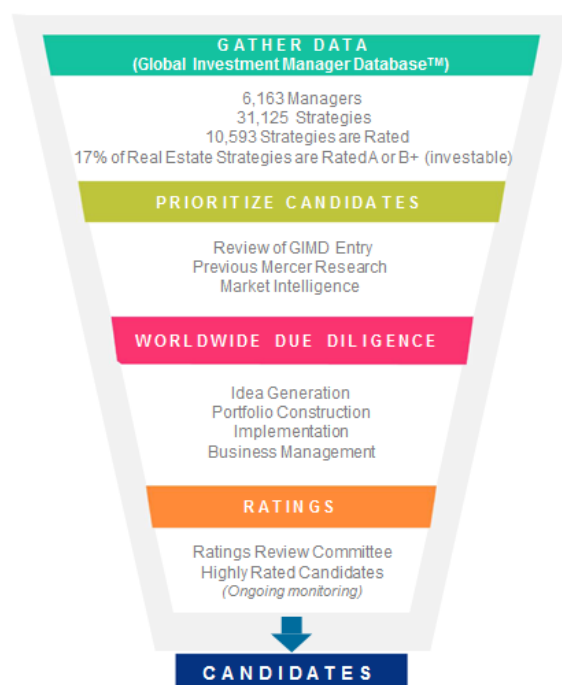 GATHER DATA
(Global Investment Manager Database™)
6,163 Managers
31,125 Strategies
10,593 Strategies are Rated
17% of Real Estate Strategies are Rated A or B+ (investable)
PRIORITIZE CANDIDATES
Review of GIMD Entry
Previous Mercer Research
Market Intelligence
WORLDWIDE DUE DILIGENCE
Idea Generation
Portfolio Construction
Implementation
Business Management
RATINGS
Ratings Review Committee
Highly Rated Candidates
(Ongoing monitoring)
CANDIDATES